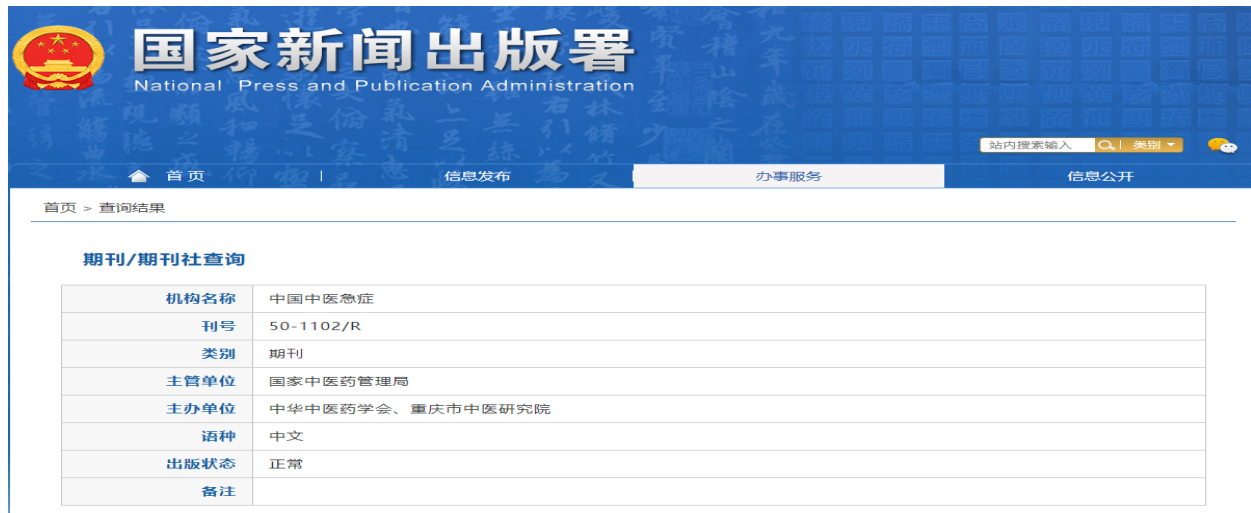 国家新闻出版署
National Press and Publication Administration
站内搜索输入 类别
首页 信息发布 办事服务 信息公开
首页 > 查询结果
期刊/期刊社查询
机构名称 中国中医急症
刊号 50-1102/R
类别 期刊
主管单位 国家中医药管理局
主办单位 中华中医药学会、重庆市中医研究院
语种 中文
出版状态 正常
备注